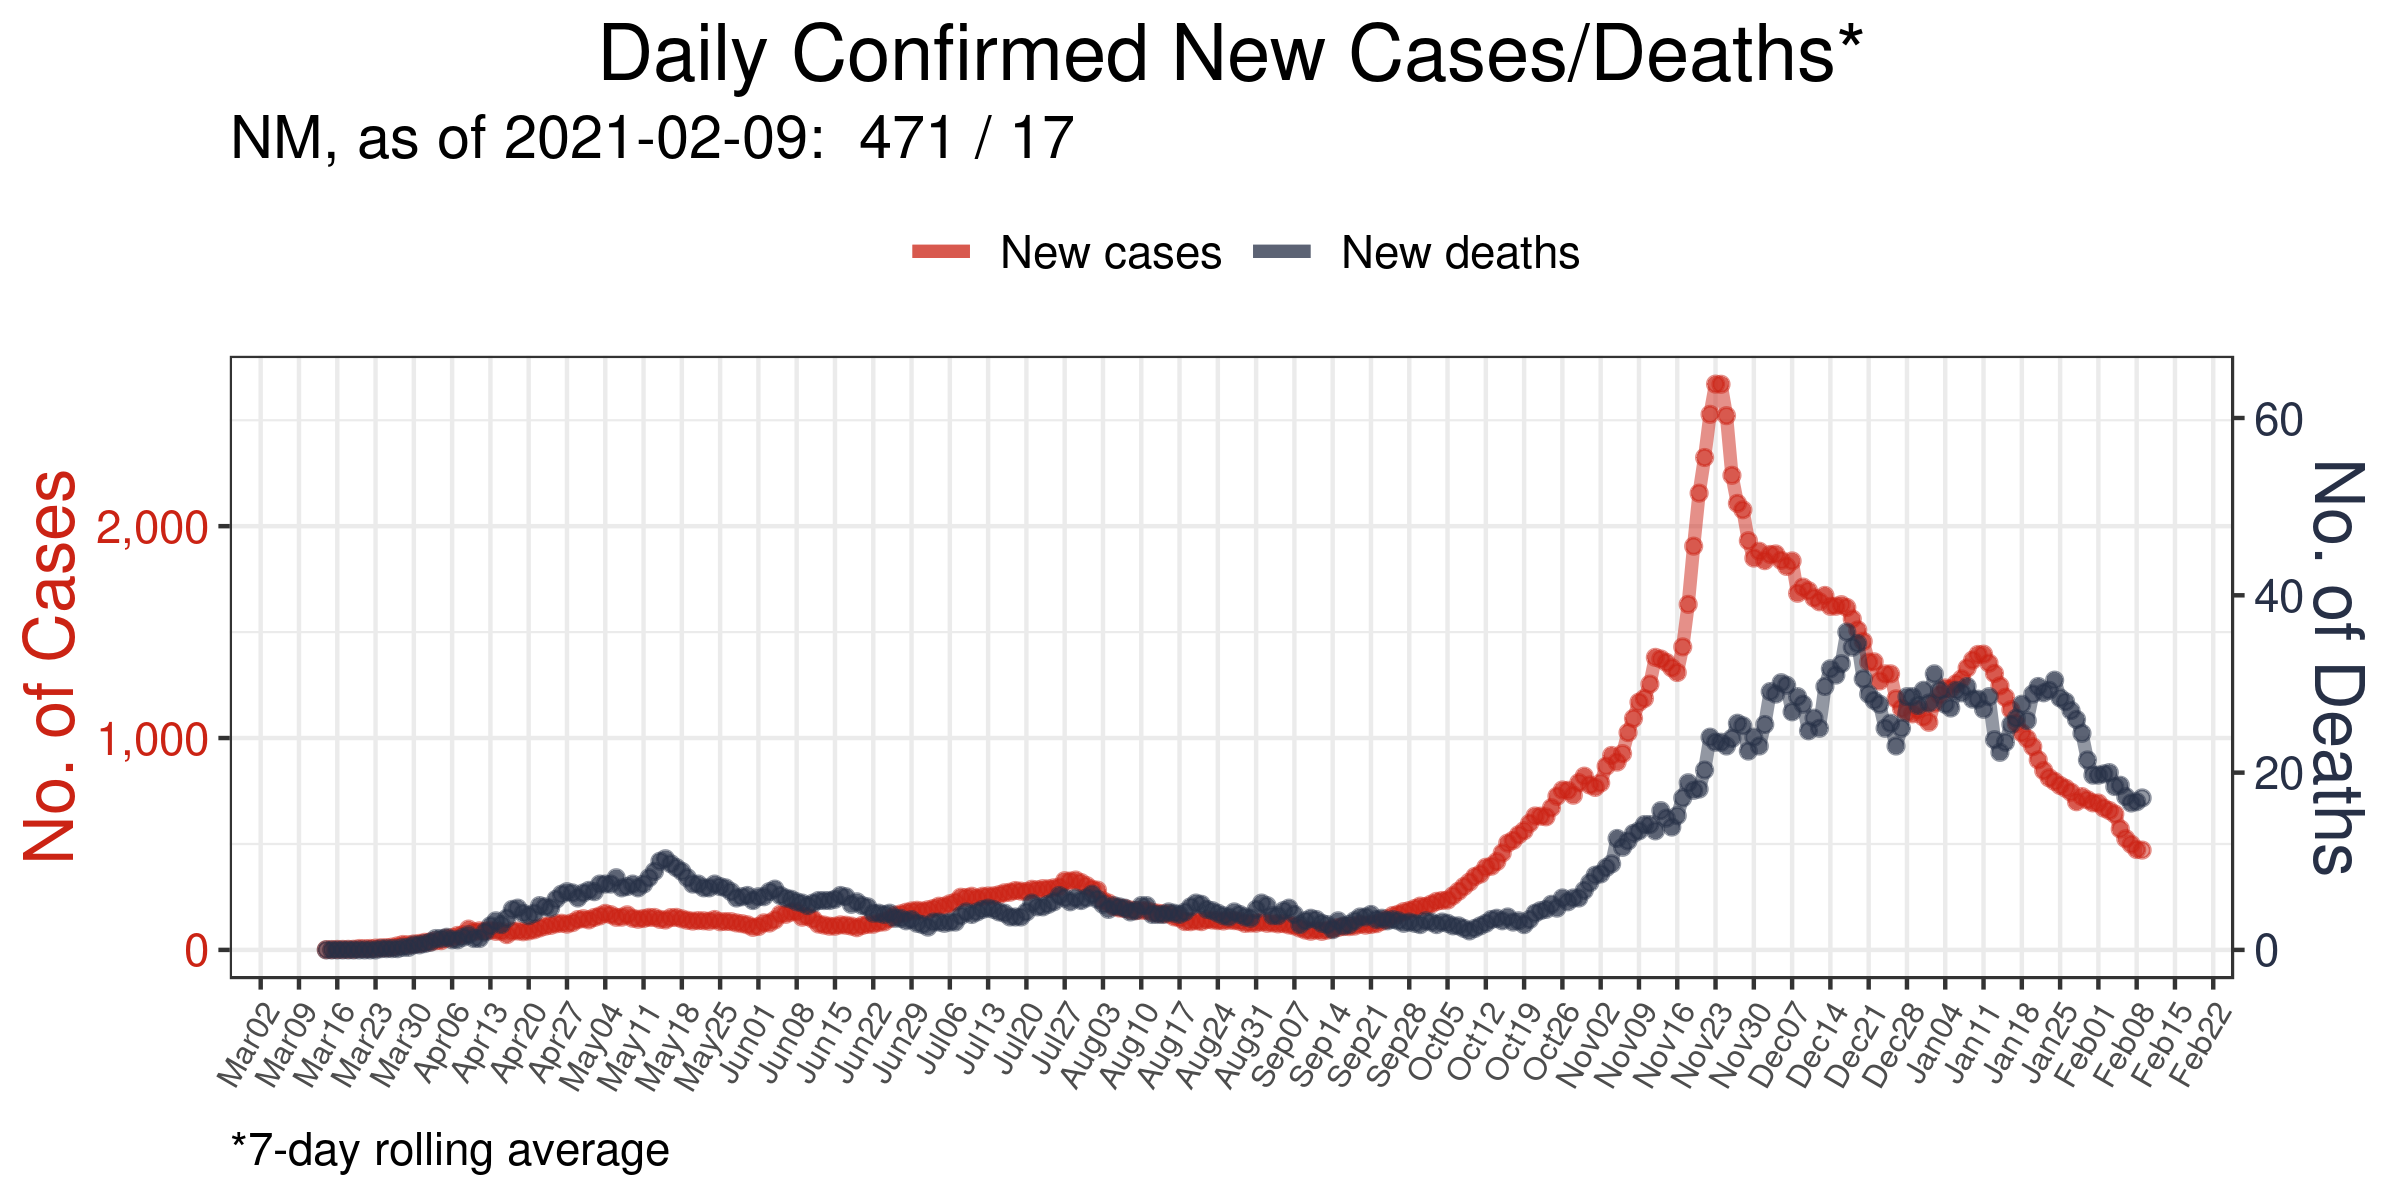 Daily Confirmed New Cases/Deaths*
NM, as of 2021-02-09: 471 / 17
New cases
New deaths
No. of Cases
2,000
1,000
0
60
40
20
0
No. of Deaths
Mar02
Mar09
Mar16
Mar23
Mar30
Apr06
Apr13
Apr20
Apr27
May04
May11
May18
May25
Jun01
Jun08
Jun15
Jun22
Jun29
Jul06
Jul13
Jul20
Jul27
Aug03
Aug10
Aug17
Aug24
Aug31
Sep07
Sep14
Sep21
Sep28
Oct05
Oct12
Oct19
Oct26
Nov02
Nov09
Nov16
Nov23
Nov30
Dec07
Dec14
Dec21
Dec28
Jan04
Jan11
Jan18
Jan25
Feb01
Feb08
Feb15
Feb22
*7-day rolling average